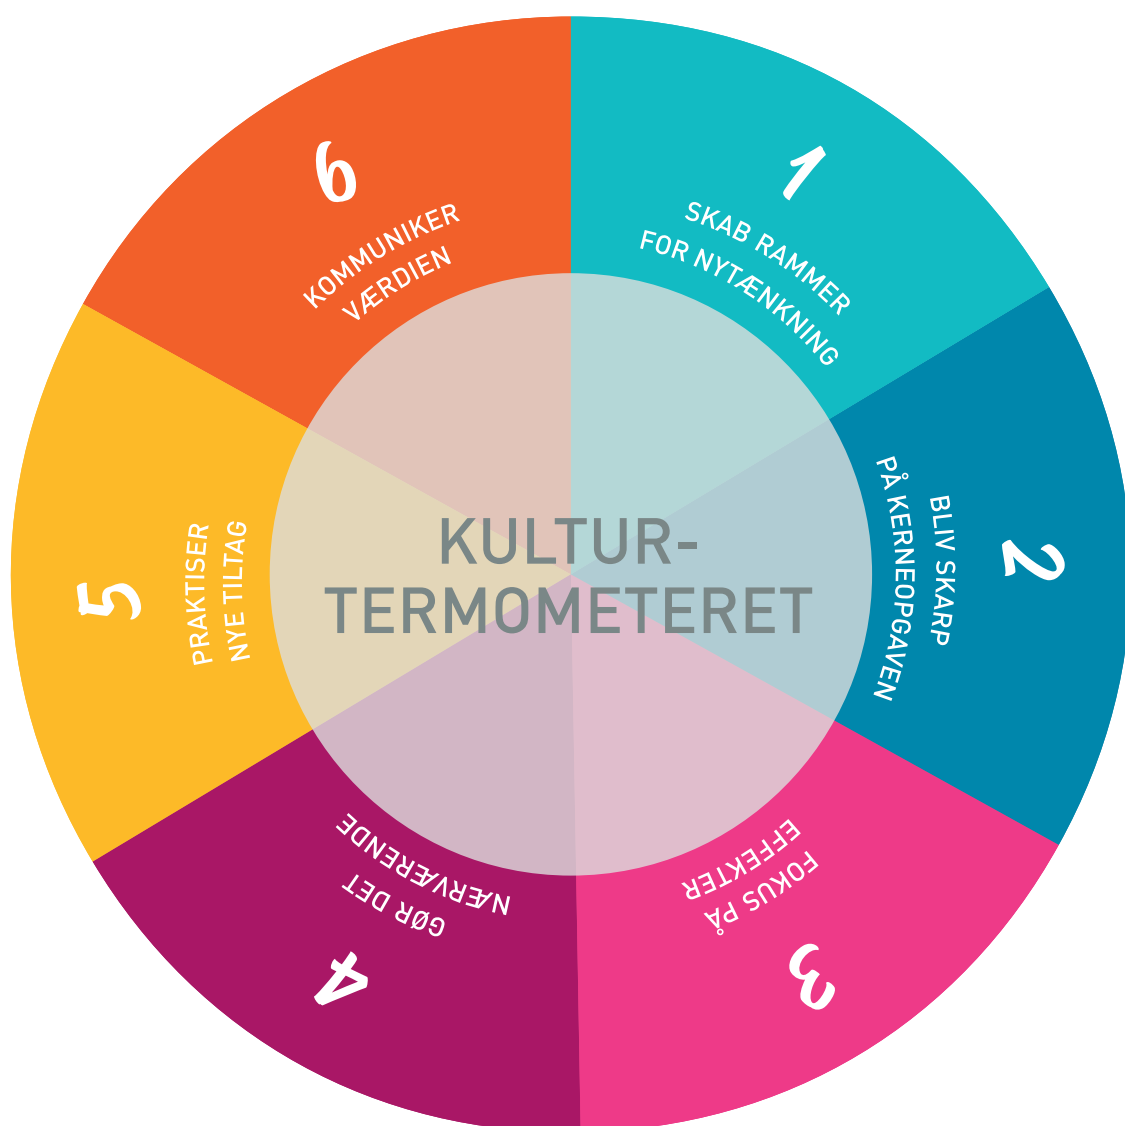 KULTUR-
TERMOMETERET
1
SKAB RAMMER
FOR NYTÆNKNING
2
BLIV SKARP
PÅ KERNEOPGAVEN
3
FOKUS PÅ
EFFEKTER
4
GØR DET
NÆRVÆRENDE
5
PRAKTISER
NYE TILTAG
6
KOMMUNIKER
VÆRDIEN